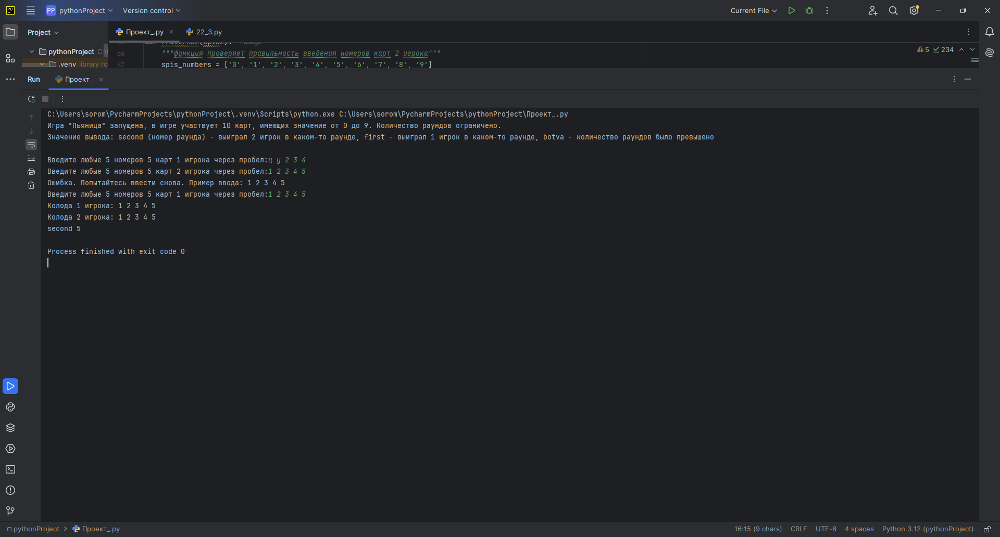 PC
PP pythonProject Version control Current File
Project Проект_.py 22_3.py
pythonProject
66 """функция проверяет правильность введения номеров карт 2 игрока""" 5 234
.venv library ro
67 spis_numbers = ['0', '1', '2', '3', '4', '5', '6', '7', '8', '9']
Run Проект_
C:\Users\sorom\PycharmProjects\pythonProject\.venv\Scripts\python.exe C:\Users\sorom\PycharmProjects\pythonProject\Проект_.py
Игра "Пьяница" запущена, в игре участвует 10 карт, имеющих значение от 0 до 9. Количество раундов ограничено.
Значение вывода: second (номер раунда) - выиграл 2 игрок в каком-то раунде, first - выиграл 1 игрок в каком-то раунде, botva - количество раундов было превышено
Введите любые 5 номеров 5 карт 1 игрока через пробел:ц у 2 3 4
Введите любые 5 номеров 5 карт 2 игрока через пробел:1 2 3 4 5
Ошибка. Попытайтесь ввести снова. Пример ввода: 1 2 3 4 5
Введите любые 5 номеров 5 карт 1 игрока через пробел:1 2 3 4 5
Колода 1 игрока: 1 2 3 4 5
Колода 2 игрока: 1 2 3 4 5
second 5
Process finished with exit code 0
pythonProject Проект_.py 16:15 (9 chars) CRLF UTF-8 4 spaces Python 3.12 (pythonProject)